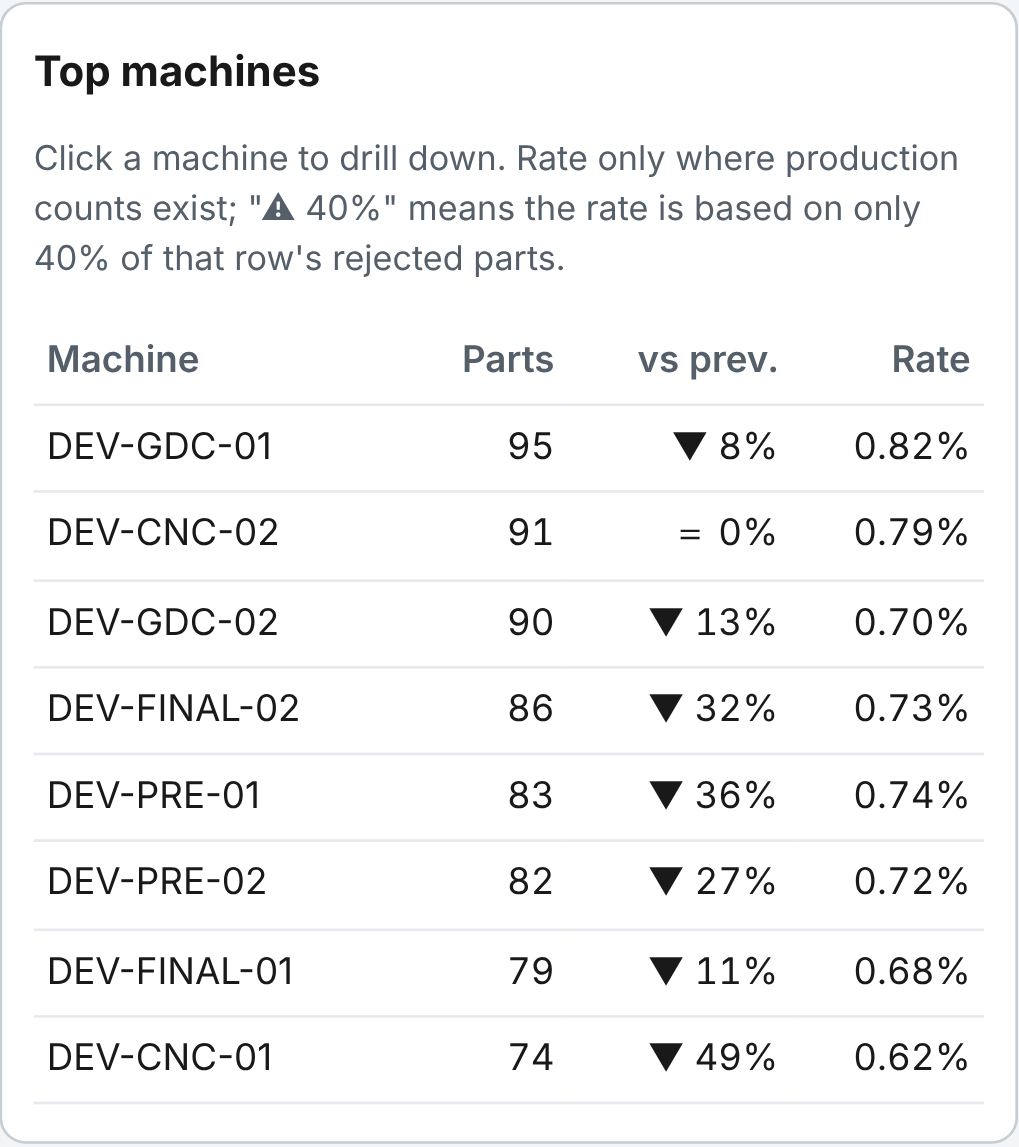 Top machines
Click a machine to drill down. Rate only where production
counts exist; "⚠ 40%" means the rate is based on only
40% of that row's rejected parts.
Machine Parts vs prev. Rate
DEV-GDC-01 95 ▼ 8% 0.82%
DEV-CNC-02 91 = 0% 0.79%
DEV-GDC-02 90 ▼ 13% 0.70%
DEV-FINAL-02 86 ▼ 32% 0.73%
DEV-PRE-01 83 ▼ 36% 0.74%
DEV-PRE-02 82 ▼ 27% 0.72%
DEV-FINAL-01 79 ▼ 11% 0.68%
DEV-CNC-01 74 ▼ 49% 0.62%